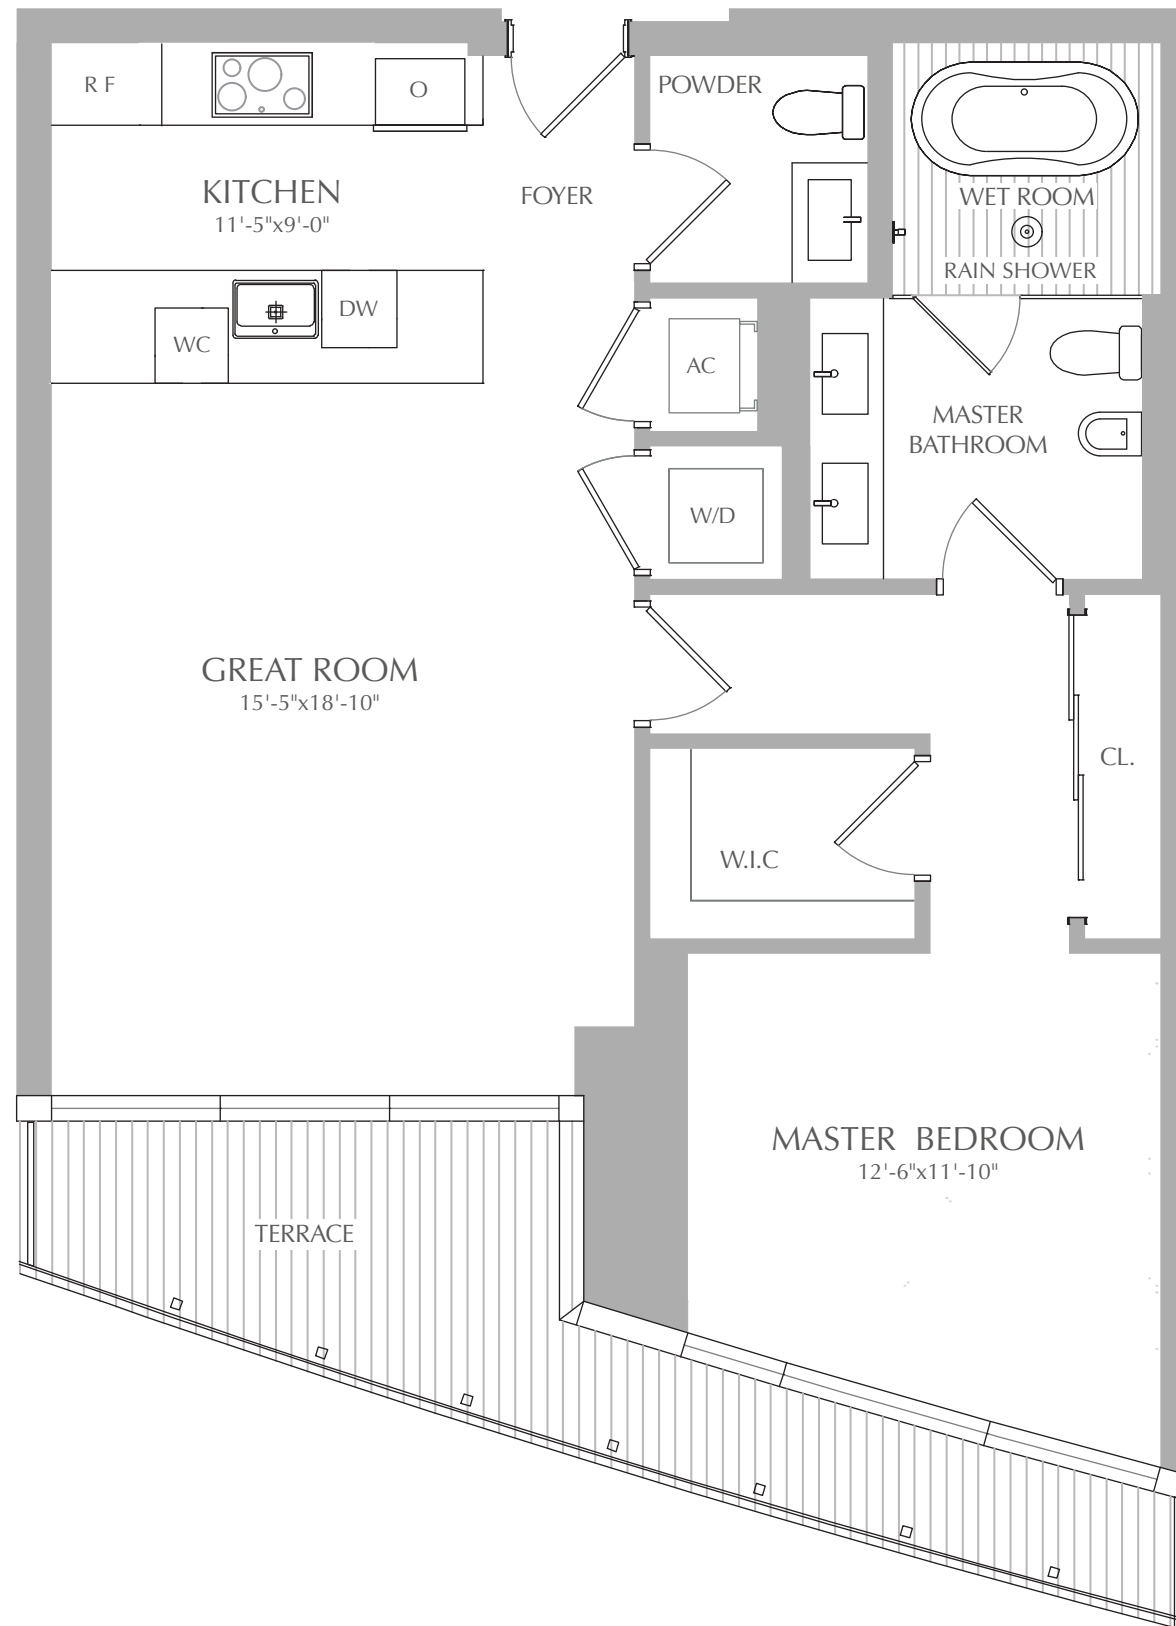 R F
O
POWDER
KITCHEN
11'-5"x9'-0"
FOYER
WET ROOM
RAIN SHOWER
WC
DW
AC
MASTER
BATHROOM
W/D
GREAT ROOM
15'-5"x18'-10"
CL.
W.I.C
MASTER BEDROOM
12'-6"x11'-10"
TERRACE